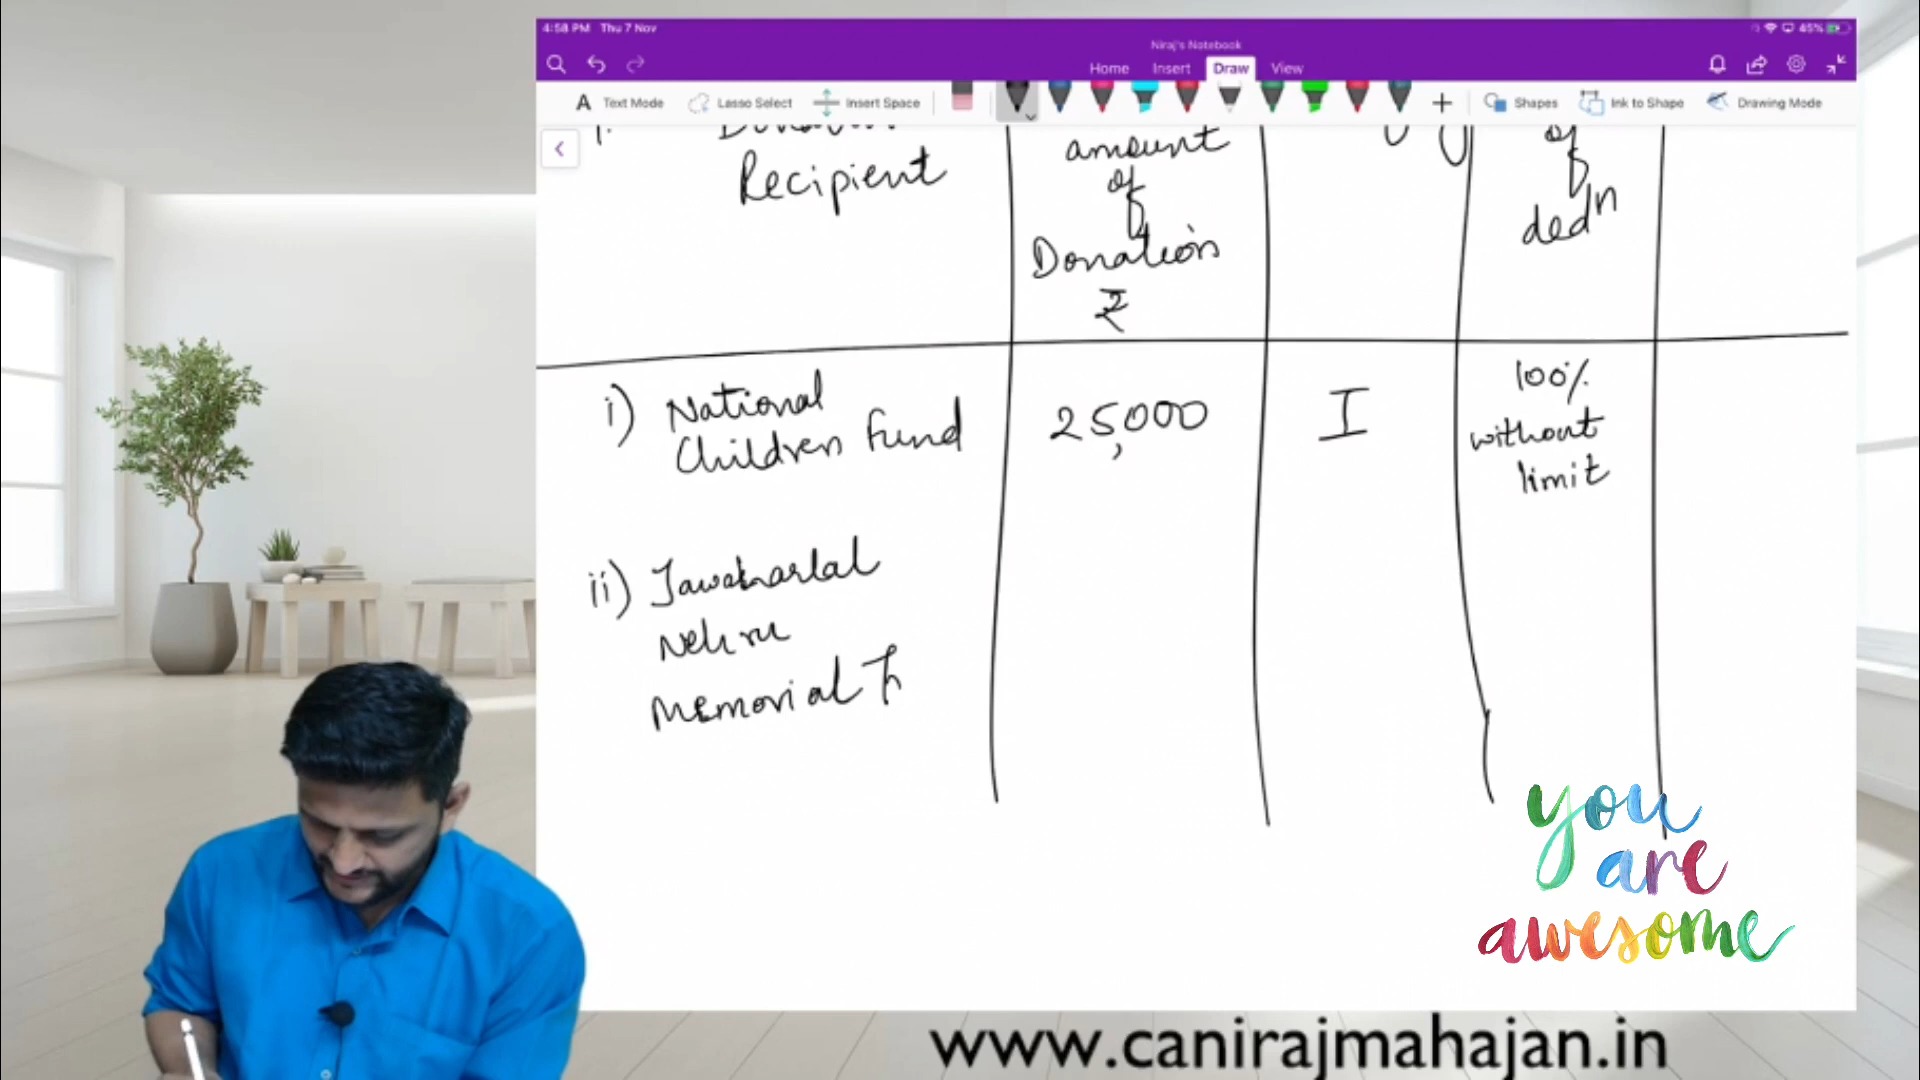 4:58 PM Thu 7 Nov
45%
Niraj's Notebook
Home Insert Draw View
A Text Mode Lasso Select Insert Space Shapes Ink to Shape Drawing Mode
Recipient
amount
of
Donations
₹
of
dedⁿ
i) National
Children Fund
25,000
I
100%
without
limit
ii) Jawaharlal
Nehru
Memorial
you
are
awesome
www.canirajmahajan.in